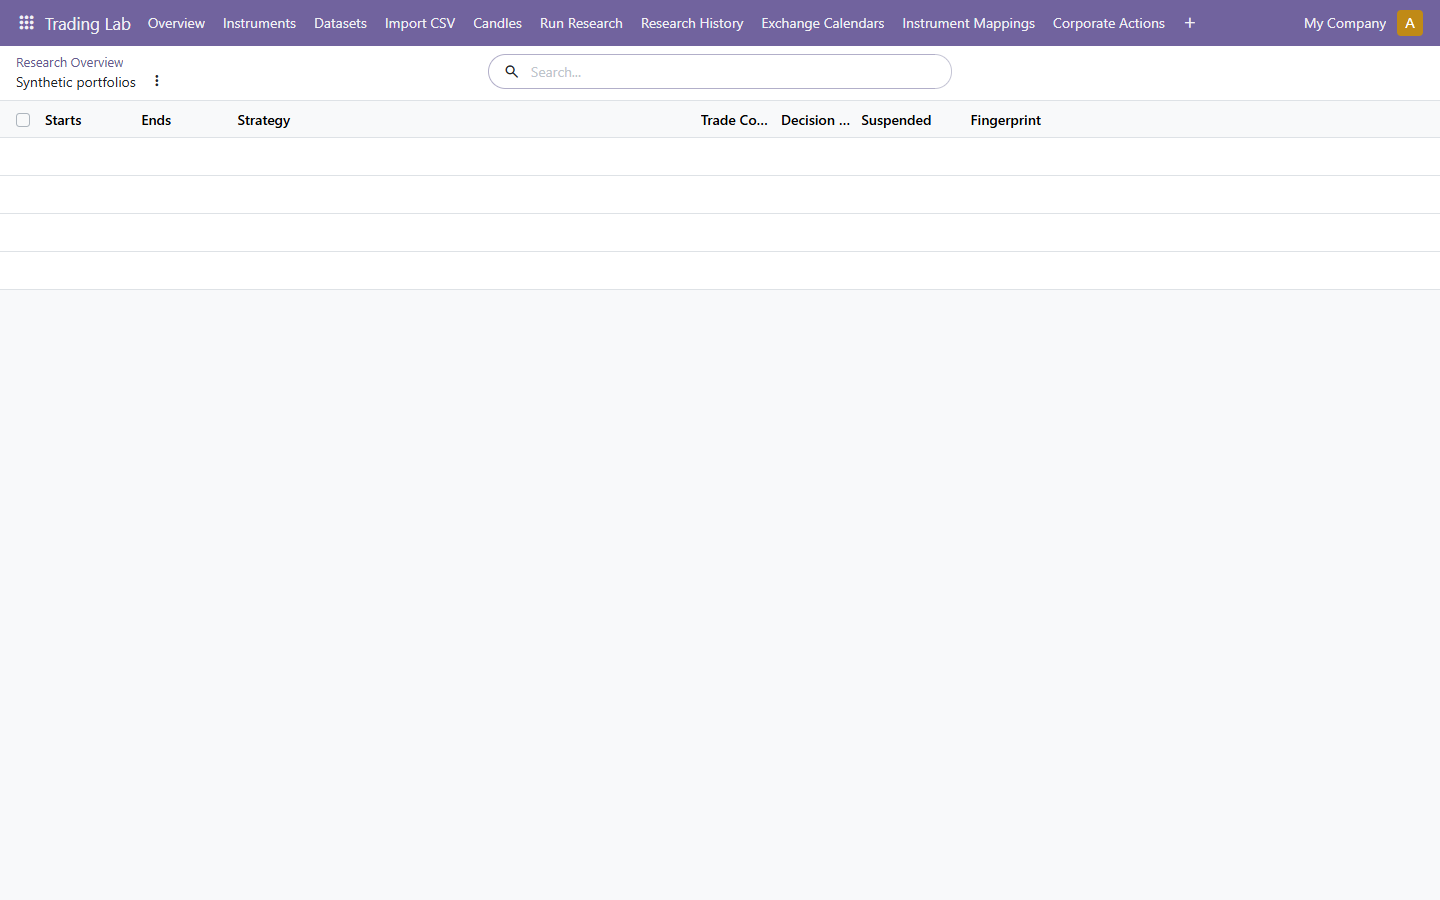 Trading Lab Overview Instruments Datasets Import CSV Candles Run Research Research History Exchange Calendars Instrument Mappings Corporate Actions + My Company A
Research Overview
Synthetic portfolios
Search...
Starts Ends Strategy Trade Co... Decision ... Suspended Fingerprint